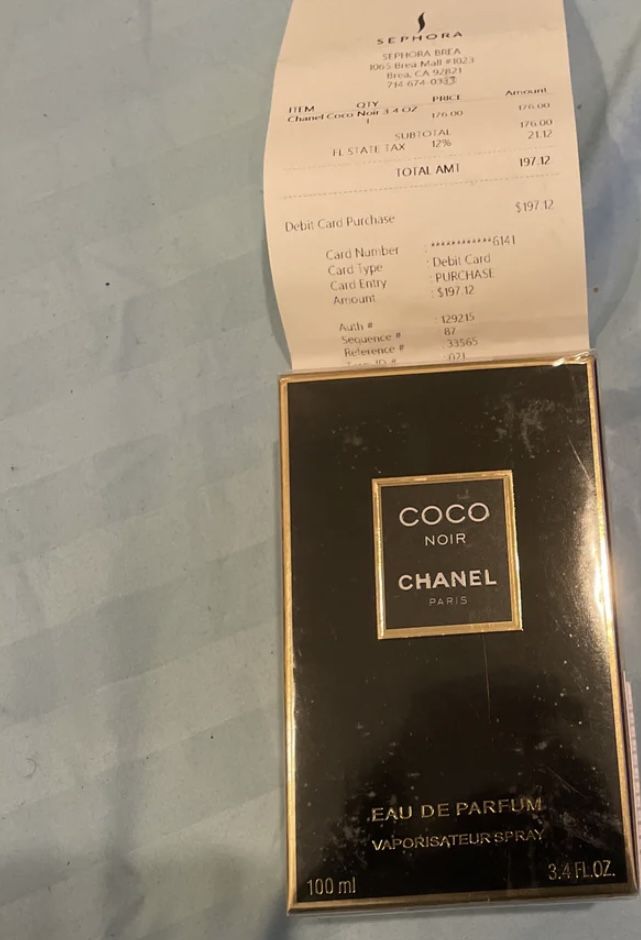 SEPHORA
SEPHORA BREA
1065 Brea Mall #1023
Brea, CA 92821
714-674-0333
ITEM QTY PRICE Amount
Chanel Coco Noir 3.4 OZ 176.00 176.00
1
SUBTOTAL 176.00
FL STATE TAX 12% 21.12
TOTAL AMT 197.12
Debit Card Purchase $197.12
Card Number : ************6141
Card Type : Debit Card
Card Entry : PURCHASE
Amount : $197.12
Auth # : 129215
Sequence # 87
Reference # : 33565
: 021
COCO
NOIR
CHANEL
PARIS
EAU DE PARFUM
VAPORISATEUR SPRAY
100 ml 3.4 FL.OZ.